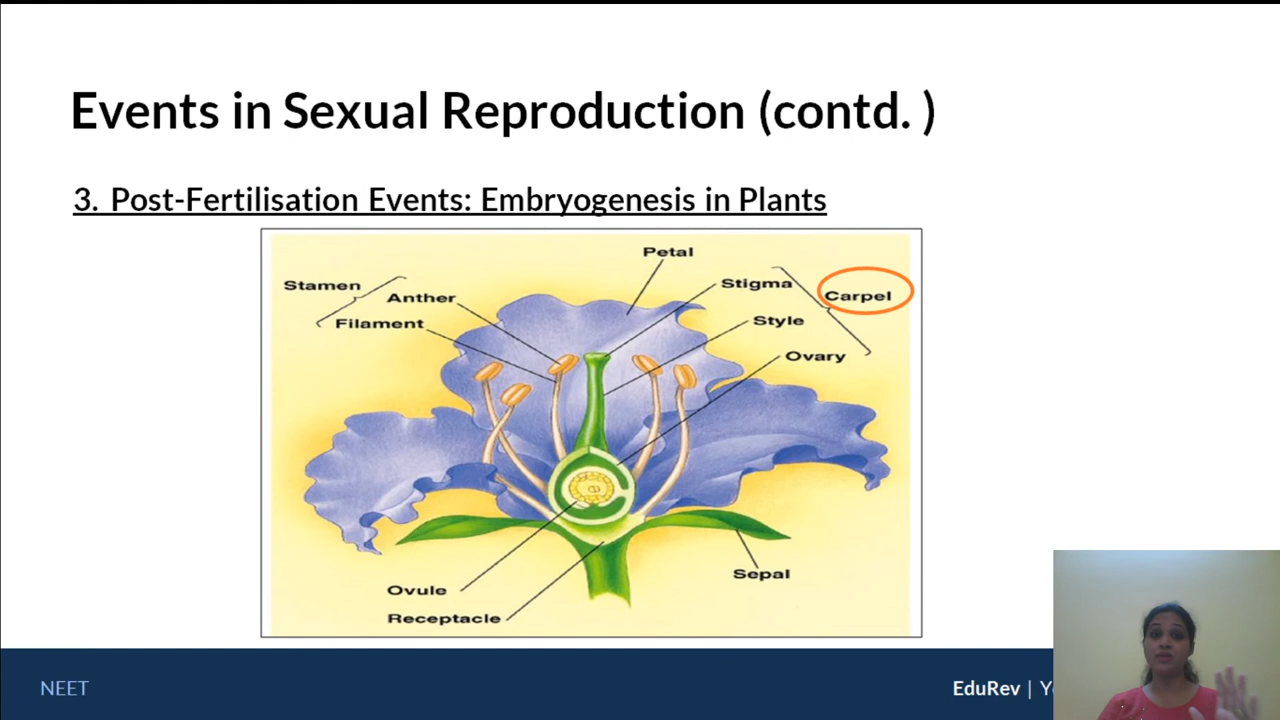 Events in Sexual Reproduction (contd. )
3. Post-Fertilisation Events: Embryogenesis in Plants
Petal
Stamen
Stigma
Anther
Carpel
Filament
Style
Ovary
Sepal
Ovule
Receptacle
NEET
EduRev |